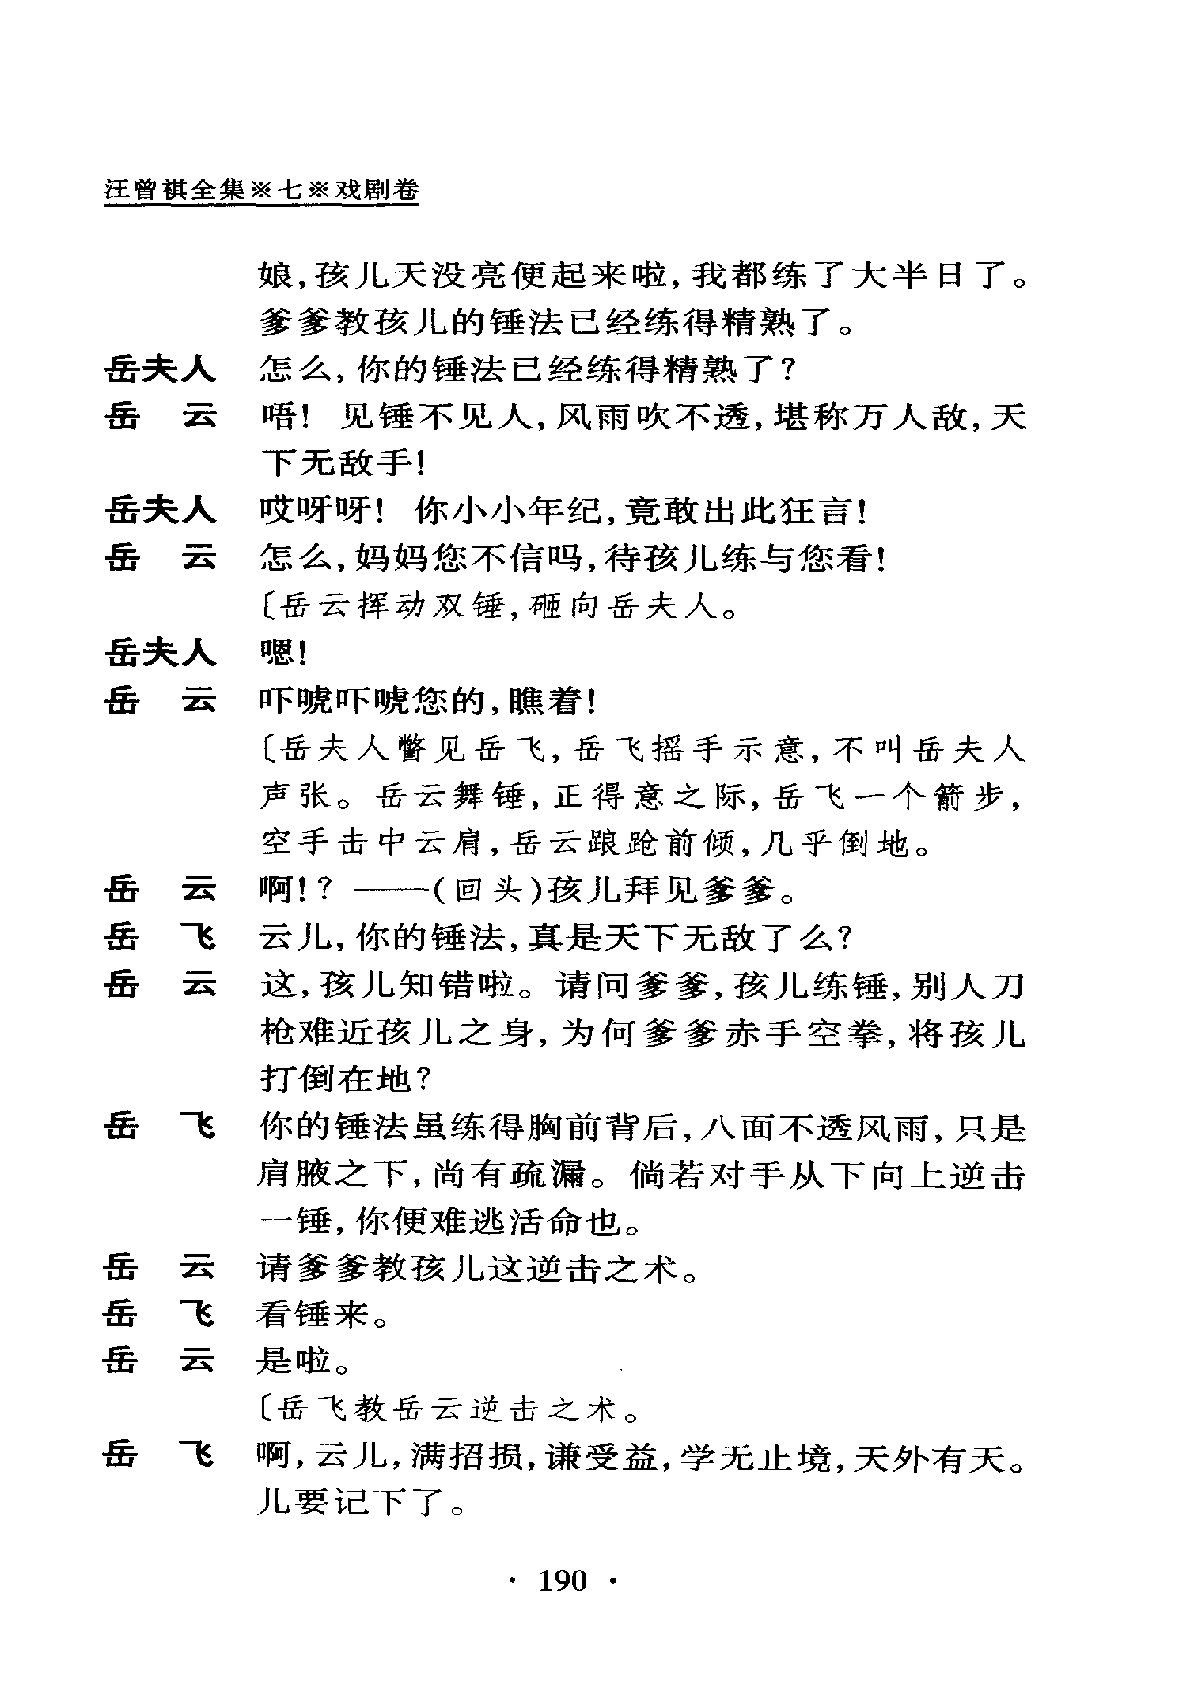 汪曾祺全集※七※戏剧卷
娘,孩儿天没亮便起来啦,我都练了大半日了。
爹爹教孩儿的锤法已经练得精熟了。
岳夫人 怎么,你的锤法已经练得精熟了?
岳 云 唔! 见锤不见人,风雨吹不透,堪称万人敌,天
下无敌手!
岳夫人 哎呀呀! 你小小年纪,竟敢出此狂言!
岳 云 怎么,妈妈您不信吗,待孩儿练与您看!
〔岳云挥动双锤,砸向岳夫人。
岳夫人 嗯!
岳 云 吓唬吓唬您的,瞧着!
〔岳夫人瞥见岳飞,岳飞摇手示意,不叫岳夫人
声张。岳云舞锤,正得意之际,岳飞一个箭步,
空手击中云肩,岳云踉跄前倾,几乎倒地。
岳 云 啊!? ——(回头)孩儿拜见爹爹。
岳 飞 云儿,你的锤法,真是天下无敌了么?
岳 云 这,孩儿知错啦。请问爹爹,孩儿练锤,别人刀
枪难近孩儿之身,为何爹爹赤手空拳,将孩儿
打倒在地?
岳 飞 你的锤法虽练得胸前背后,八面不透风雨,只是
肩腋之下,尚有疏漏。倘若对手从下向上逆击
一锤,你便难逃活命也。
岳 云 请爹爹教孩儿这逆击之术。
岳 飞 看锤来。
岳 云 是啦。
〔岳飞教岳云逆击之术。
岳 飞 啊,云儿,满招损,谦受益,学无止境,天外有天。
儿要记下了。
· 190 ·